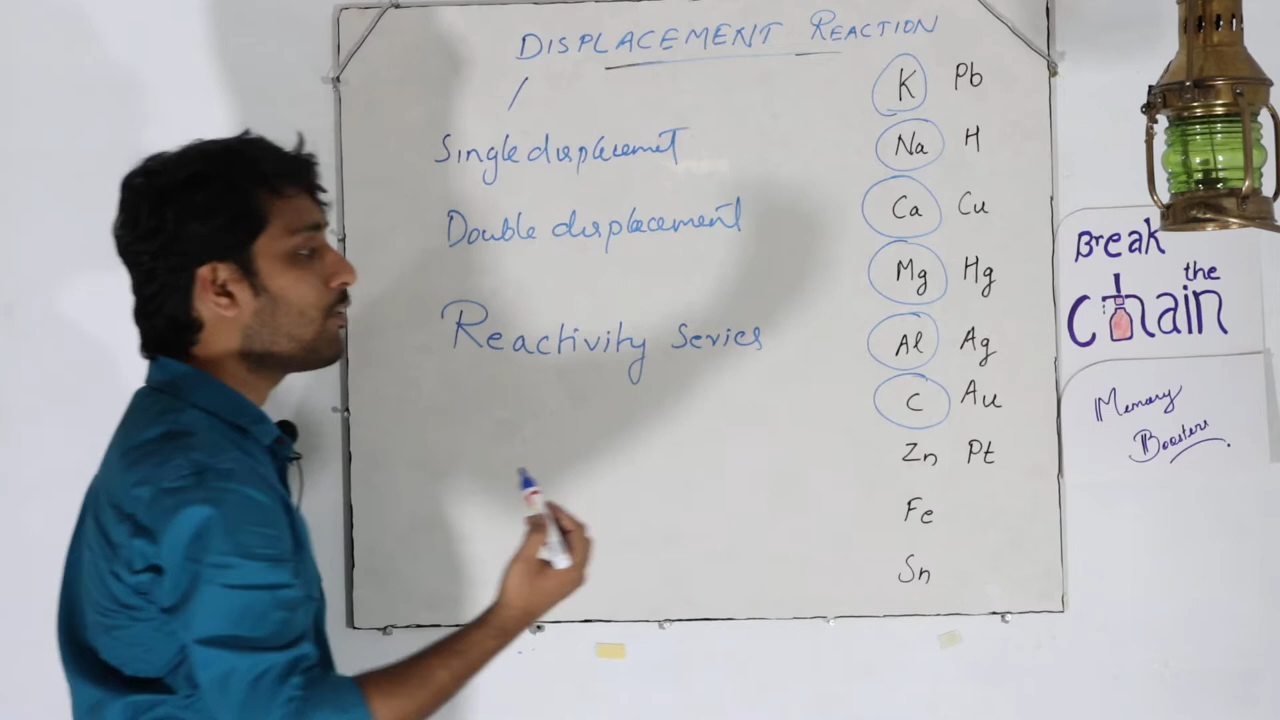 DISPLACEMENT REACTION
Single displacemet
Double displacement
Reactivity series
K Pb
Na H
Ca Cu
Mg Hg
Al Ag
C Au
Zn Pt
Fe
Sn
Break
the
Chain
Memory
Boosters